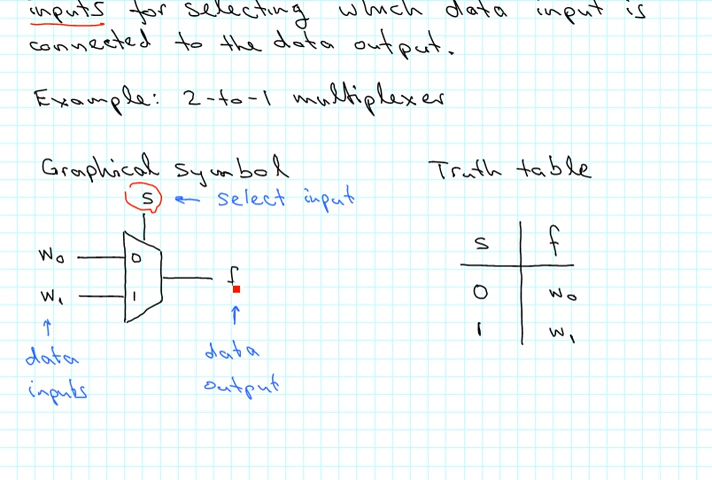 inputs for selecting which data input is
connected to the data output.
Example: 2-to-1 multiplexer
Graphical symbol
Truth table
s ← select input
w₀ 0
w₁ 1
f
↑ data inputs
↑ data output
s f
0 w₀
1 w₁